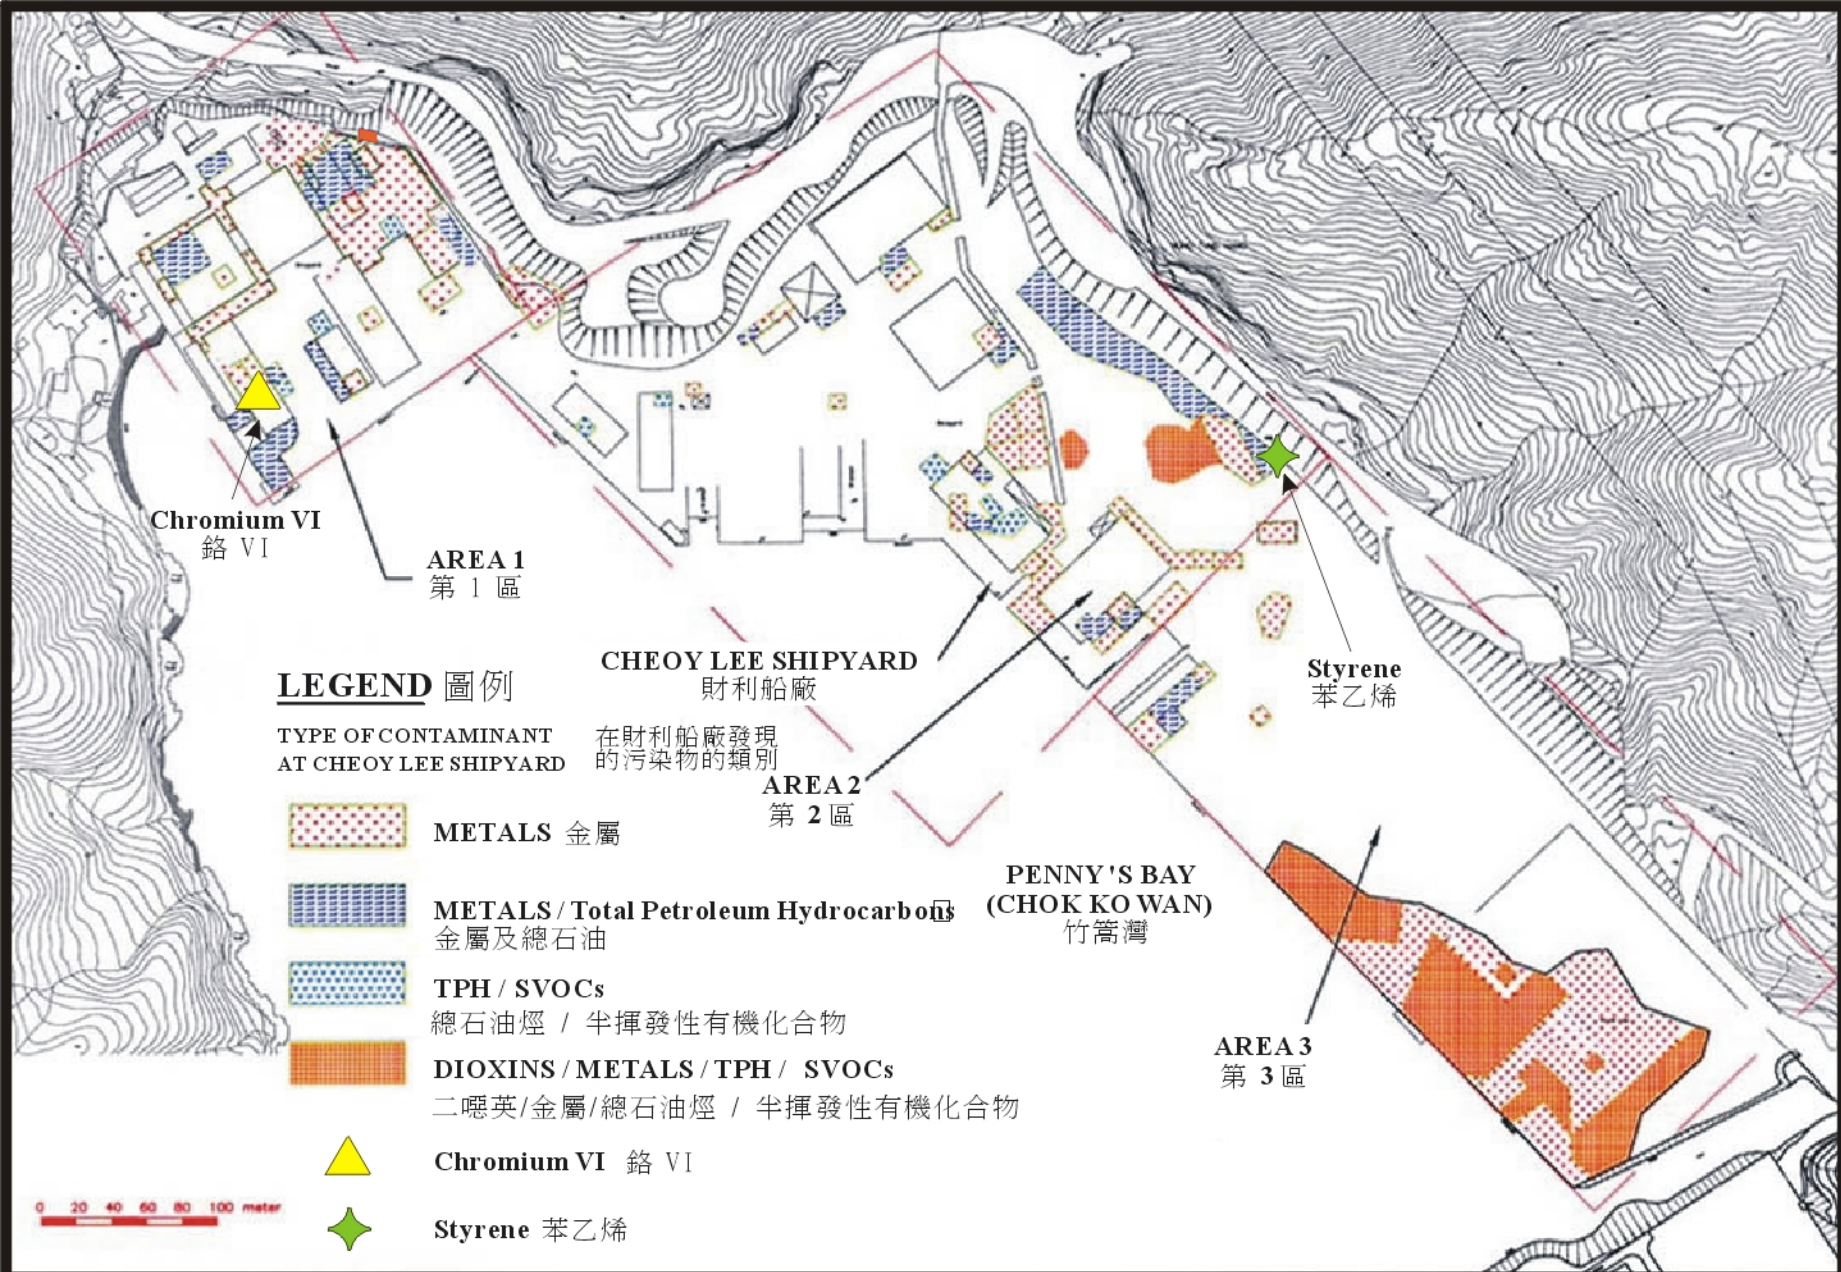 Chromium VI
鉻 VI
AREA 1
第 1 區
CHEOY LEE SHIPYARD
財利船廠
Styrene
苯乙烯
AREA 2
第 2 區
PENNY'S BAY
(CHOK KO WAN)
竹篙灣
AREA 3
第 3 區
LEGEND 圖例
TYPE OF CONTAMINANT
AT CHEOY LEE SHIPYARD
在財利船廠發現
的污染物的類別
METALS 金屬
METALS / Total Petroleum Hydrocarbons
金屬及總石油
TPH / SVOCs
總石油烴 / 半揮發性有機化合物
DIOXINS / METALS / TPH / SVOCs
二噁英/金屬/總石油烴 / 半揮發性有機化合物
Chromium VI 鉻 VI
Styrene 苯乙烯
0 20 40 60 80 100 meter